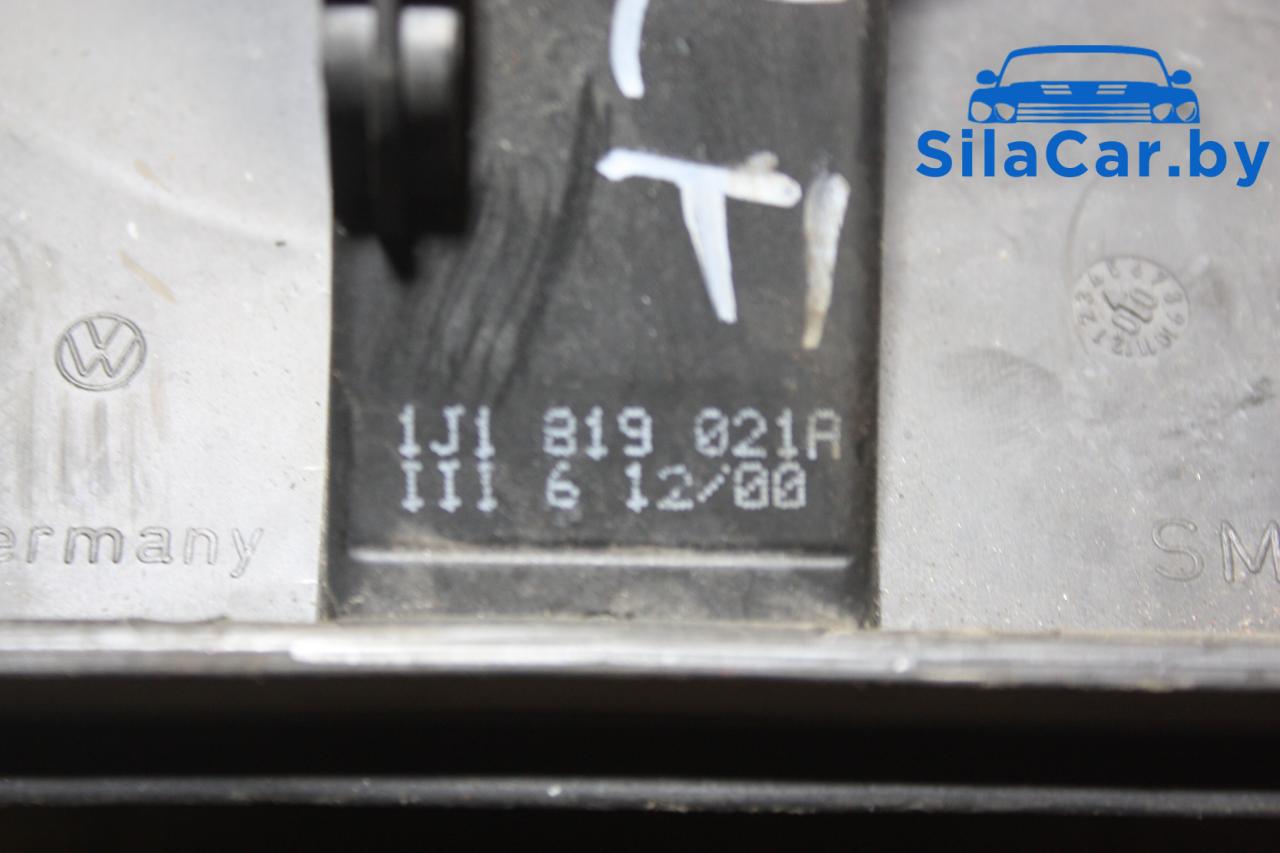 SilaCar.by
1J1 819 021A
III 6 12/00
ermany
SM